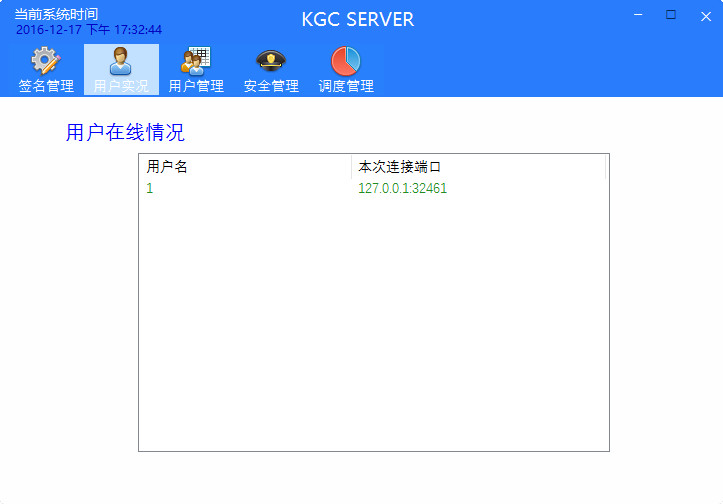 当前系统时间
KGC SERVER
2016-12-17 下午 17:32:44
签名管理 用户实况 用户管理 安全管理 调度管理
用户在线情况
用户名 本次连接端口
1 127.0.0.1:32461